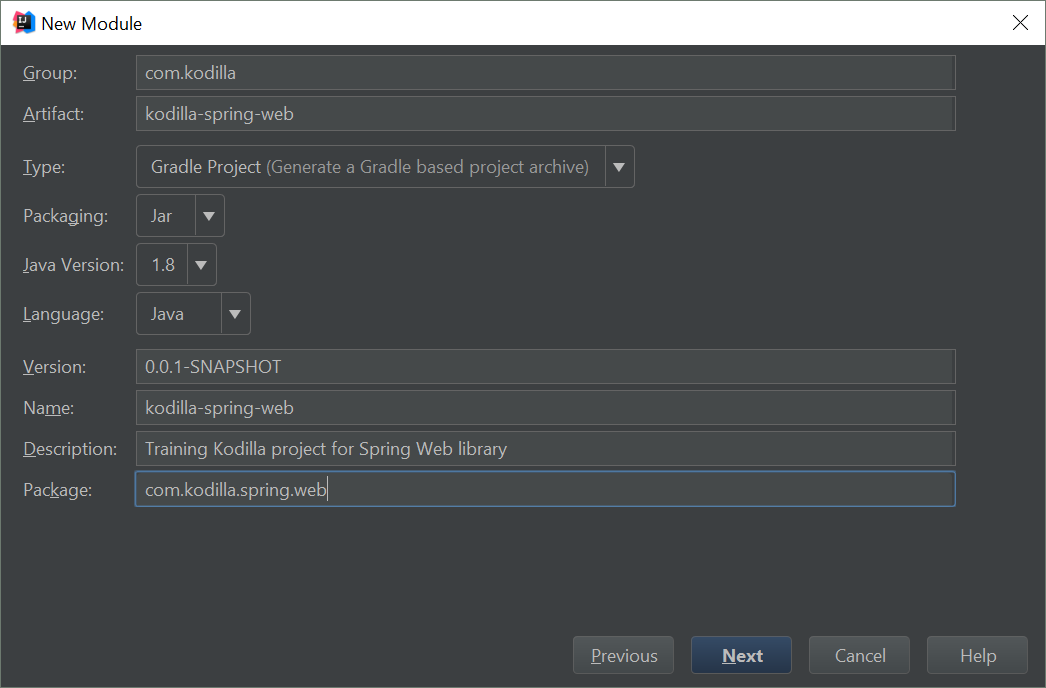 New Module
Group: com.kodilla
Artifact: kodilla-spring-web
Type: Gradle Project (Generate a Gradle based project archive)
Packaging: Jar
Java Version: 1.8
Language: Java
Version: 0.0.1-SNAPSHOT
Name: kodilla-spring-web
Description: Training Kodilla project for Spring Web library
Package: com.kodilla.spring.web
Previous Next Cancel Help